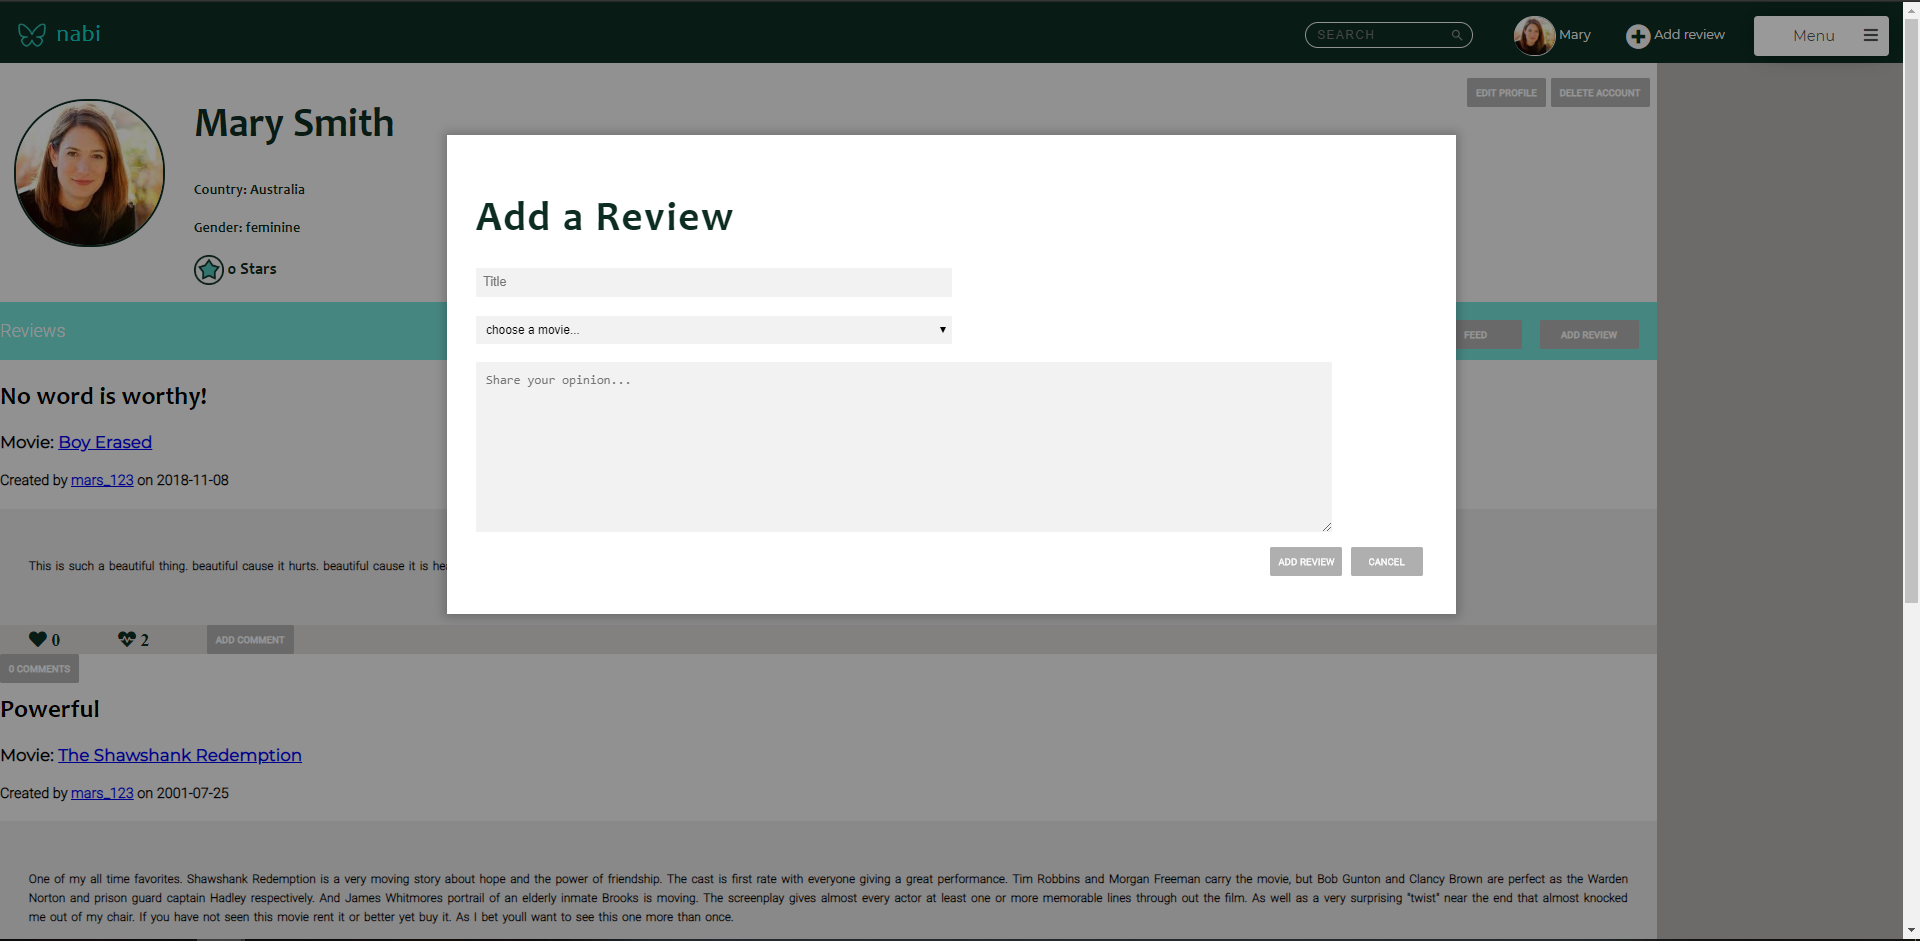 nabi
SEARCH
Mary
Add review
Menu
EDIT PROFILE
DELETE ACCOUNT
Mary Smith
Country: Australia
Gender: feminine
0 Stars
Add a Review
Title
choose a movie...
Share your opinion...
ADD REVIEW
CANCEL
Reviews
FEED
ADD REVIEW
No word is worthy!
Movie: Boy Erased
Created by mars_123 on 2018-11-08
This is such a beautiful thing. beautiful cause it hurts. beautiful cause it is
0
2
ADD COMMENT
0 COMMENTS
Powerful
Movie: The Shawshank Redemption
Created by mars_123 on 2001-07-25
One of my all time favorites. Shawshank Redemption is a very moving story about hope and the power of friendship. The cast is first rate with everyone giving a great performance. Tim Robbins and Morgan Freeman carry the movie, but Bob Gunton and Clancy Brown are perfect as the Warden
Norton and prison guard captain Hadley respectively. And James Whitmores portrail of an elderly inmate Brooks is moving. The screenplay gives almost every actor at least one or more memorable lines through out the film. As well as a very surprising "twist" near the end that almost knocked
me out of my chair. If you have not seen this movie rent it or better yet buy it. As I bet youll want to see this one more than once.